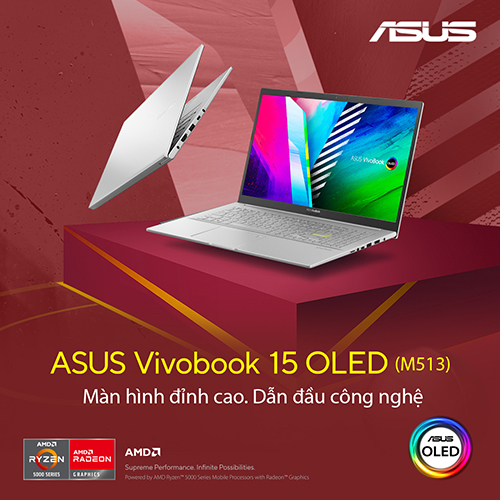 ASUS
ASUS VivoBook
ASUS Vivobook 15 OLED (M513)
Màn hình đỉnh cao. Dẫn đầu công nghệ
AMD
RYZEN
5000 SERIES
AMD
RADEON
GRAPHICS
AMD
Supreme Performance. Infinite Possibilities.
Powered by AMD Ryzen™ 5000 Series Mobile Processors with Radeon™ Graphics
ASUS
OLED